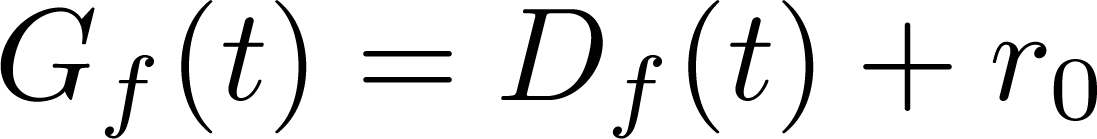 G_f(t) = D_f(t) + r_0